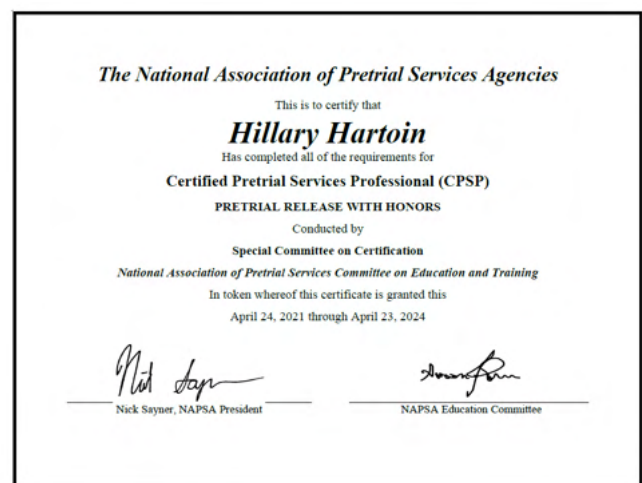 The National Association of Pretrial Services Agencies
This is to certify that
Hillary Hartoin
Has completed all of the requirements for
Certified Pretrial Services Professional (CPSP)
PRETRIAL RELEASE WITH HONORS
Conducted by
Special Committee on Certification
National Association of Pretrial Services Committee on Education and Training
In token whereof this certificate is granted this
April 24, 2021 through April 23, 2024
Nick Sayner, NAPSA President
NAPSA Education Committee